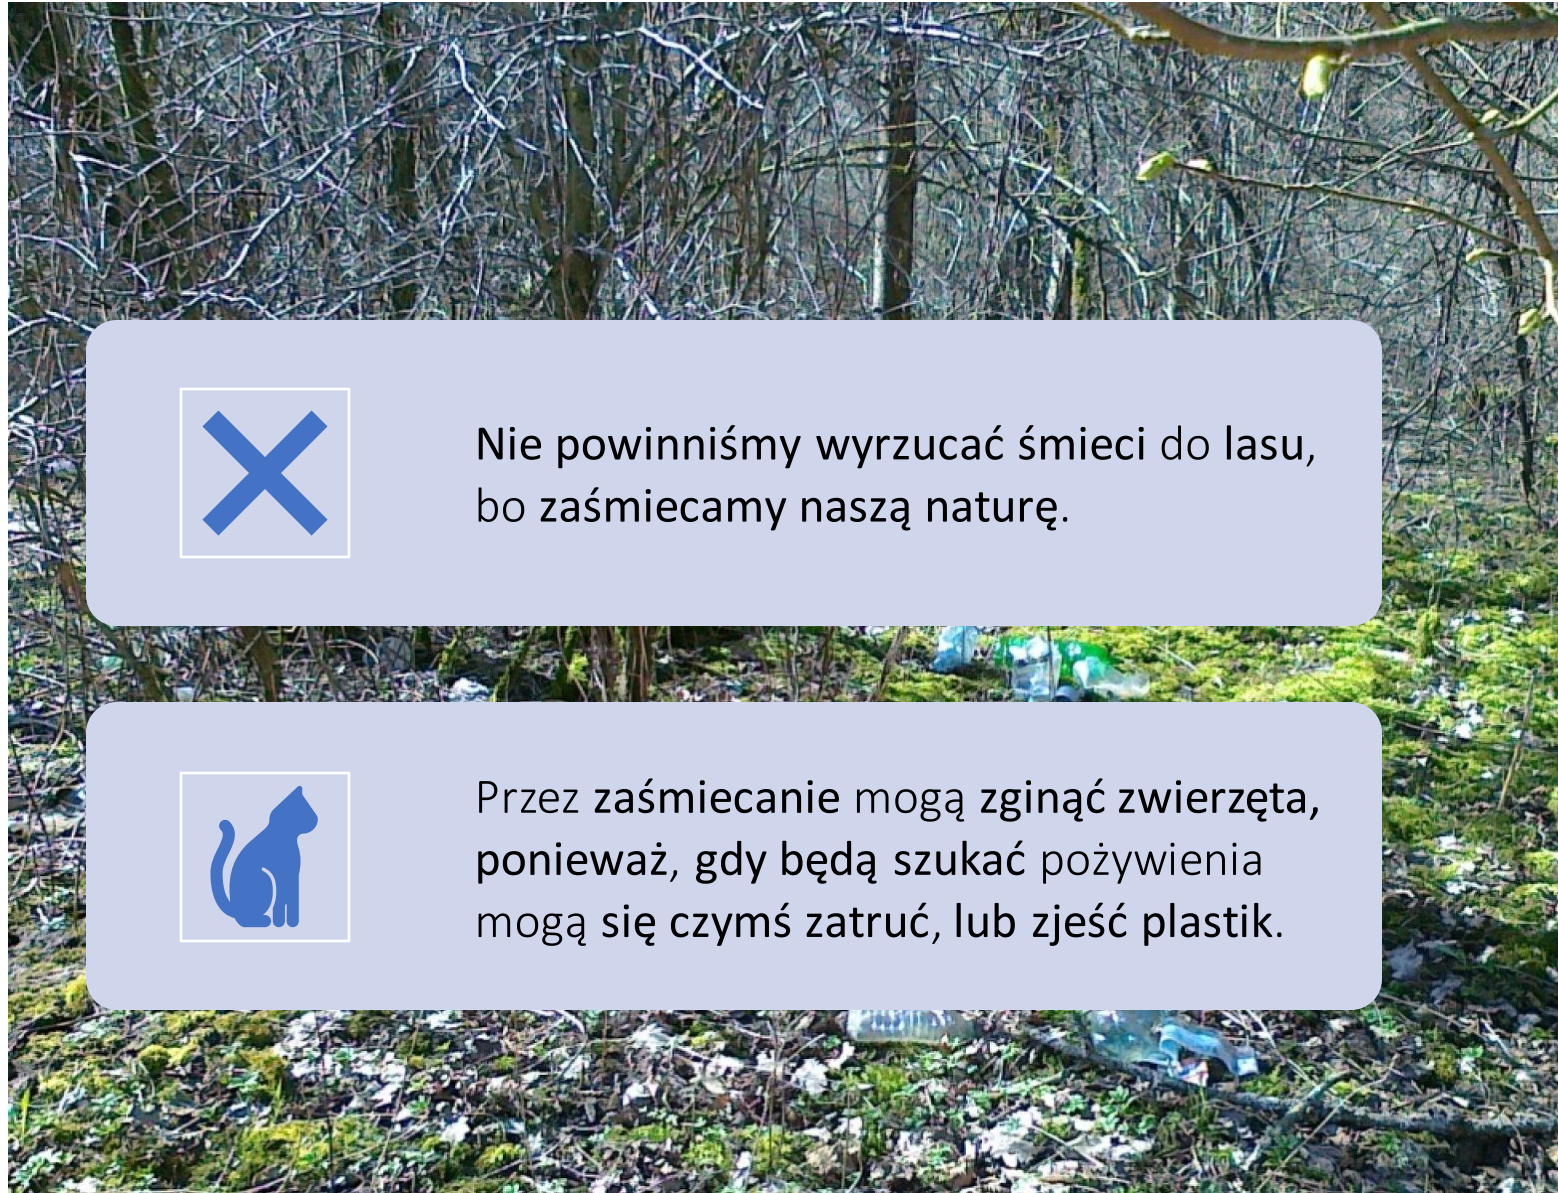 Nie powinniśmy wyrzucać śmieci do lasu,
bo zaśmiecamy naszą naturę.
Przez zaśmiecanie mogą zginąć zwierzęta,
ponieważ, gdy będą szukać pożywienia
mogą się czymś zatruć, lub zjeść plastik.